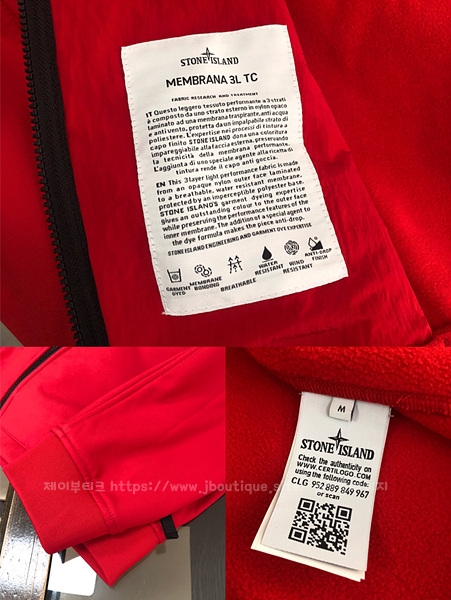 STONE ISLAND
MEMBRANA 3L TC
FABRIC RESEARCH AND TREATMENT
IT Questo leggero tessuto performante a 3 strati
è composto da uno strato esterno in nylon opaco
laminato ad una membrana traspirante, anti acqua
e anti vento, protetta da un impalpabile strato di
poliestere. L'expertise nei processi di tintura a
capo finito STONE ISLAND dona una coloritura
impareggiabile alla faccia esterna, preservando
la tecnicità della membrana performante.
L'aggiunta di uno speciale agente alla ricetta di
tintura rende il capo anti goccia.
EN This 3 layer light performance fabric is made
from an opaque nylon outer face laminated
to a breathable, water resistant membrane,
protected by an imperceptible polyester base.
STONE ISLAND's garment dyeing expertise
gives an outstanding colour to the outer face
while preserving the performance features of the
inner membrane. The addition of a special agent to
the dye formula makes the piece anti-drop.
STONE ISLAND ENGINEERING AND GARMENT DYE EXPERTISE
GARMENT DYED
MEMBRANE BONDING
BREATHABLE
WATER RESISTANT
WIND RESISTANT
ANTI-DROP FINISH
M
STONE ISLAND
Check the authenticity on
WWW.CERTILOGO.COM
using the following code:
CLG 952 889 849 967
or scan
제이부티크 https://www.jboutique_s
지